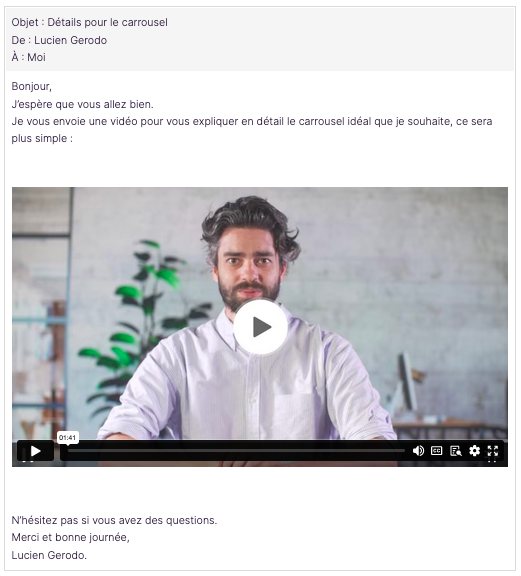 Objet : Détails pour le carrousel
De : Lucien Gerodo
À : Moi
Bonjour,
J’espère que vous allez bien.
Je vous envoie une vidéo pour vous expliquer en détail le carrousel idéal que je souhaite, ce sera
plus simple :
01:41
CC
N’hésitez pas si vous avez des questions.
Merci et bonne journée,
Lucien Gerodo.